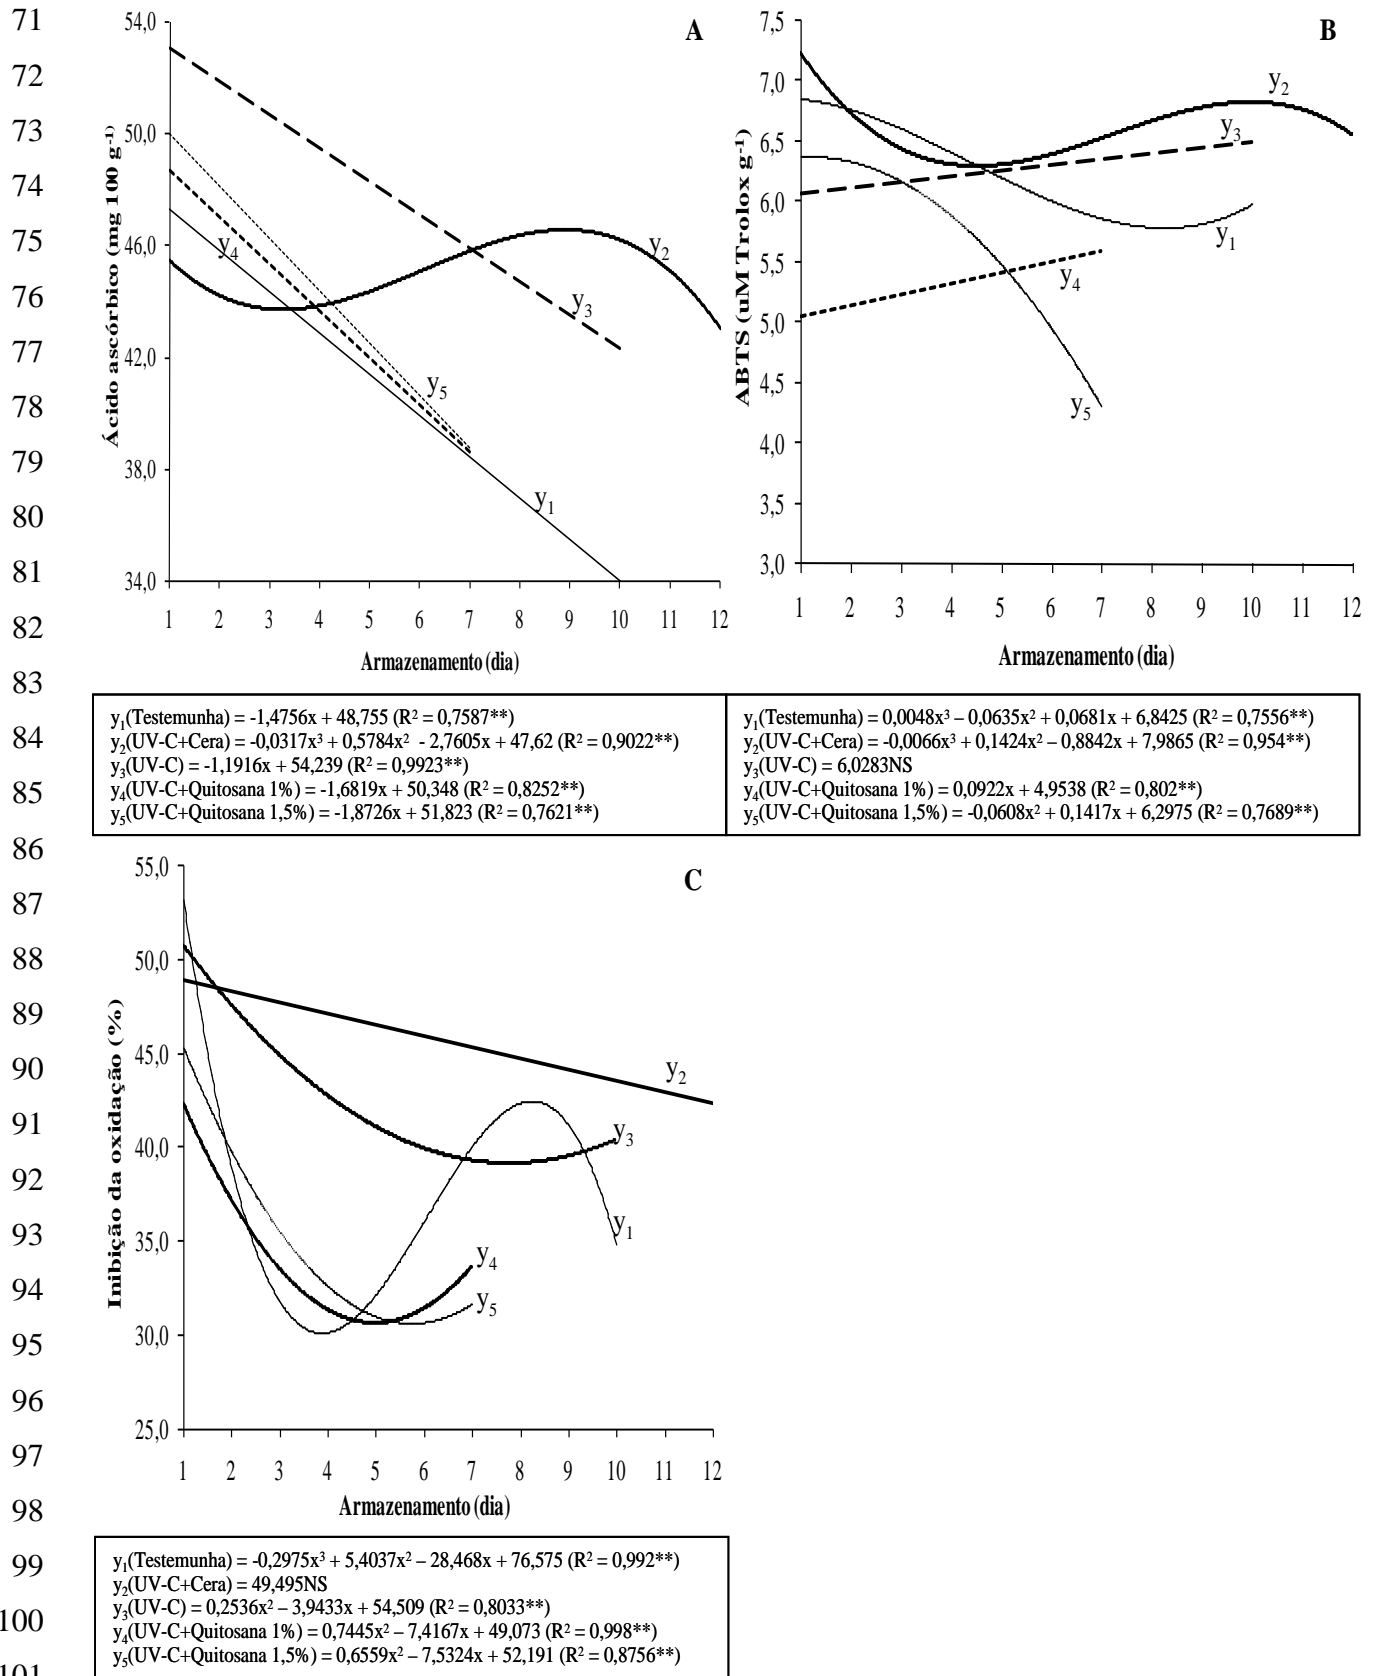 71
72
73
74
75
76
77
78
79
80
81
82
83
84
85
86
87
88
89
90
91
92
93
94
95
96
97
98
99
100
101
A
54,0
50,0
46,0
42,0
38,0
34,0
Ácido ascórbico (mg 100 g⁻¹)
y₄
y₂
y₃
y₅
y₁
1 2 3 4 5 6 7 8 9 10 11 12
Armazenamento (dia)
B
7,5
7,0
6,5
6,0
5,5
5,0
4,5
4,0
3,5
3,0
ABTS (uM Trolox g⁻¹)
y₂
y₃
y₁
y₄
y₅
1 2 3 4 5 6 7 8 9 10 11 12
Armazenamento (dia)
y₁(Testemunha) = -1,4756x + 48,755 (R² = 0,7587**)
y₂(UV-C+Cera) = -0,0317x³ + 0,5784x² - 2,7605x + 47,62 (R² = 0,9022**)
y₃(UV-C) = -1,1916x + 54,239 (R² = 0,9923**)
y₄(UV-C+Quitosana 1%) = -1,6819x + 50,348 (R² = 0,8252**)
y₅(UV-C+Quitosana 1,5%) = -1,8726x + 51,823 (R² = 0,7621**)
y₁(Testemunha) = 0,0048x³ – 0,0635x² + 0,0681x + 6,8425 (R² = 0,7556**)
y₂(UV-C+Cera) = -0,0066x³ + 0,1424x² – 0,8842x + 7,9865 (R² = 0,954**)
y₃(UV-C) = 6,0283NS
y₄(UV-C+Quitosana 1%) = 0,0922x + 4,9538 (R² = 0,802**)
y₅(UV-C+Quitosana 1,5%) = -0,0608x² + 0,1417x + 6,2975 (R² = 0,7689**)
C
55,0
50,0
45,0
40,0
35,0
30,0
25,0
Inibição da oxidação (%)
y₂
y₃
y₁
y₄
y₅
1 2 3 4 5 6 7 8 9 10 11 12
Armazenamento (dia)
y₁(Testemunha) = -0,2975x³ + 5,4037x² – 28,468x + 76,575 (R² = 0,992**)
y₂(UV-C+Cera) = 49,495NS
y₃(UV-C) = 0,2536x² – 3,9433x + 54,509 (R² = 0,8033**)
y₄(UV-C+Quitosana 1%) = 0,7445x² – 7,4167x + 49,073 (R² = 0,998**)
y₅(UV-C+Quitosana 1,5%) = 0,6559x² – 7,5324x + 52,191 (R² = 0,8756**)